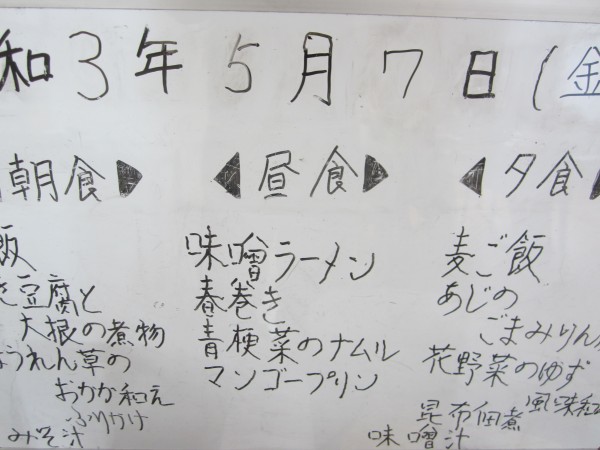 和3年5月7日(金
朝食
飯
豆腐と
大根の煮物
うれん草の
おかか和え
ふりかけ
みそ汁
昼食
味噌ラーメン
春巻き
青梗菜のナムル
マンゴープリン
夕食
麦ご飯
あじの
ごまみりん
花野菜のゆず
風味和
昆布佃煮
味噌汁